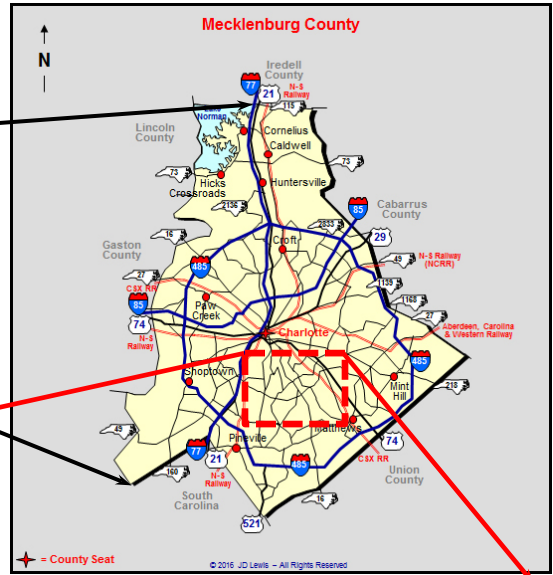 Mecklenburg County
N
Iredell
County
77
21
N-S
Railway
115
Norman
Cornelius
Lincoln
County
Caldwell
73
73
Hicks
Crossroads
Huntersville
2136
85
Cabarrus
County
16
2833
29
Gaston
County
Croft
49
N-S Railway
(NCRR)
485
27
CSX RR
1139
85
Paw
Creek
1168
74
27
Aberdeen, Carolina
& Western Railway
N-S
Railway
Charlotte
485
Shoptown
Mint
Hill
218
49
Matthews
Pineville
74
77
21
CSX RR
485
160
N-S
Railway
Union
County
South
Carolina
16
521
= County Seat
© 2016 JD Lewis – All Rights Reserved